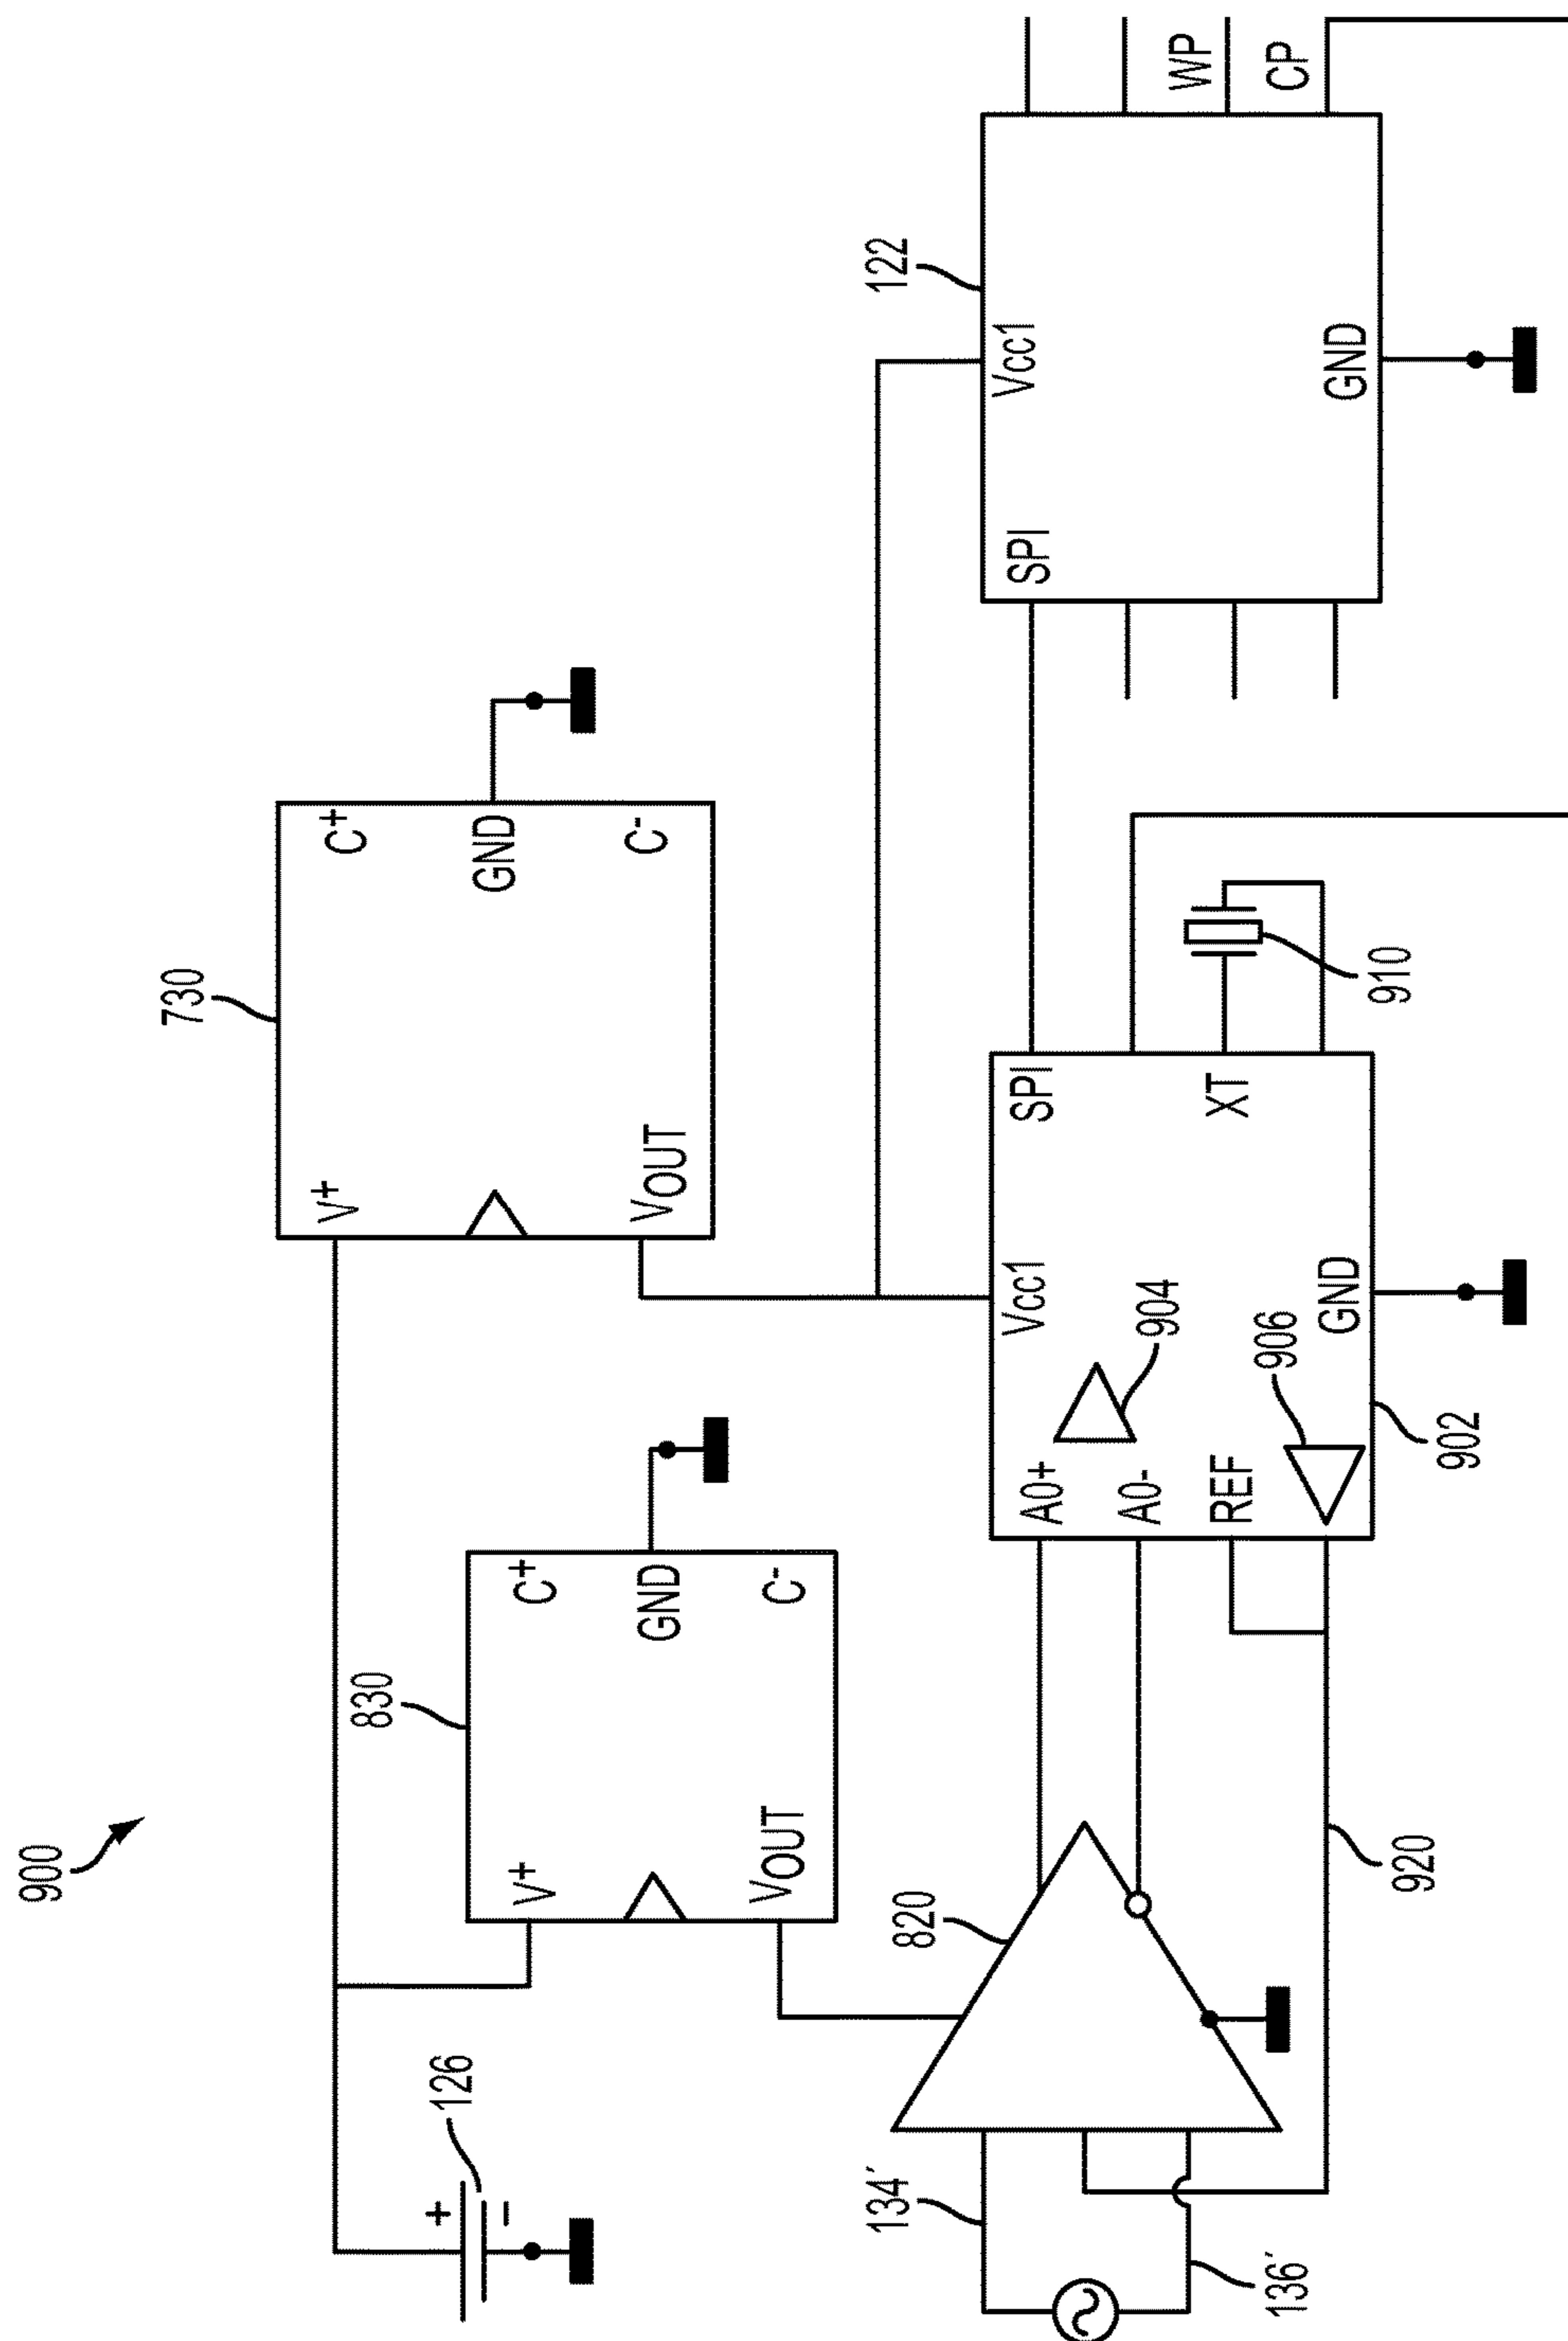 900
126
+
−
830
V+
C+
GND
VOUT
C-
730
V+
C+
GND
VOUT
C-
134′
136′
820
920
A0+
A0-
REF
Vcc1
904
906
GND
902
SPI
XT
910
122
SPI
Vcc1
GND
WP
CP